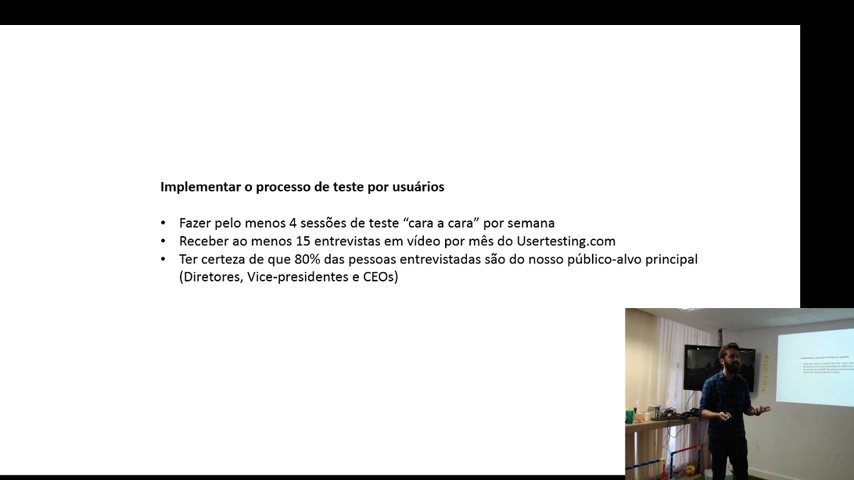 Implementar o processo de teste por usuários
• Fazer pelo menos 4 sessões de teste “cara a cara” por semana
• Receber ao menos 15 entrevistas em vídeo por mês do Usertesting.com
• Ter certeza de que 80% das pessoas entrevistadas são do nosso público-alvo principal
(Diretores, Vice-presidentes e CEOs)